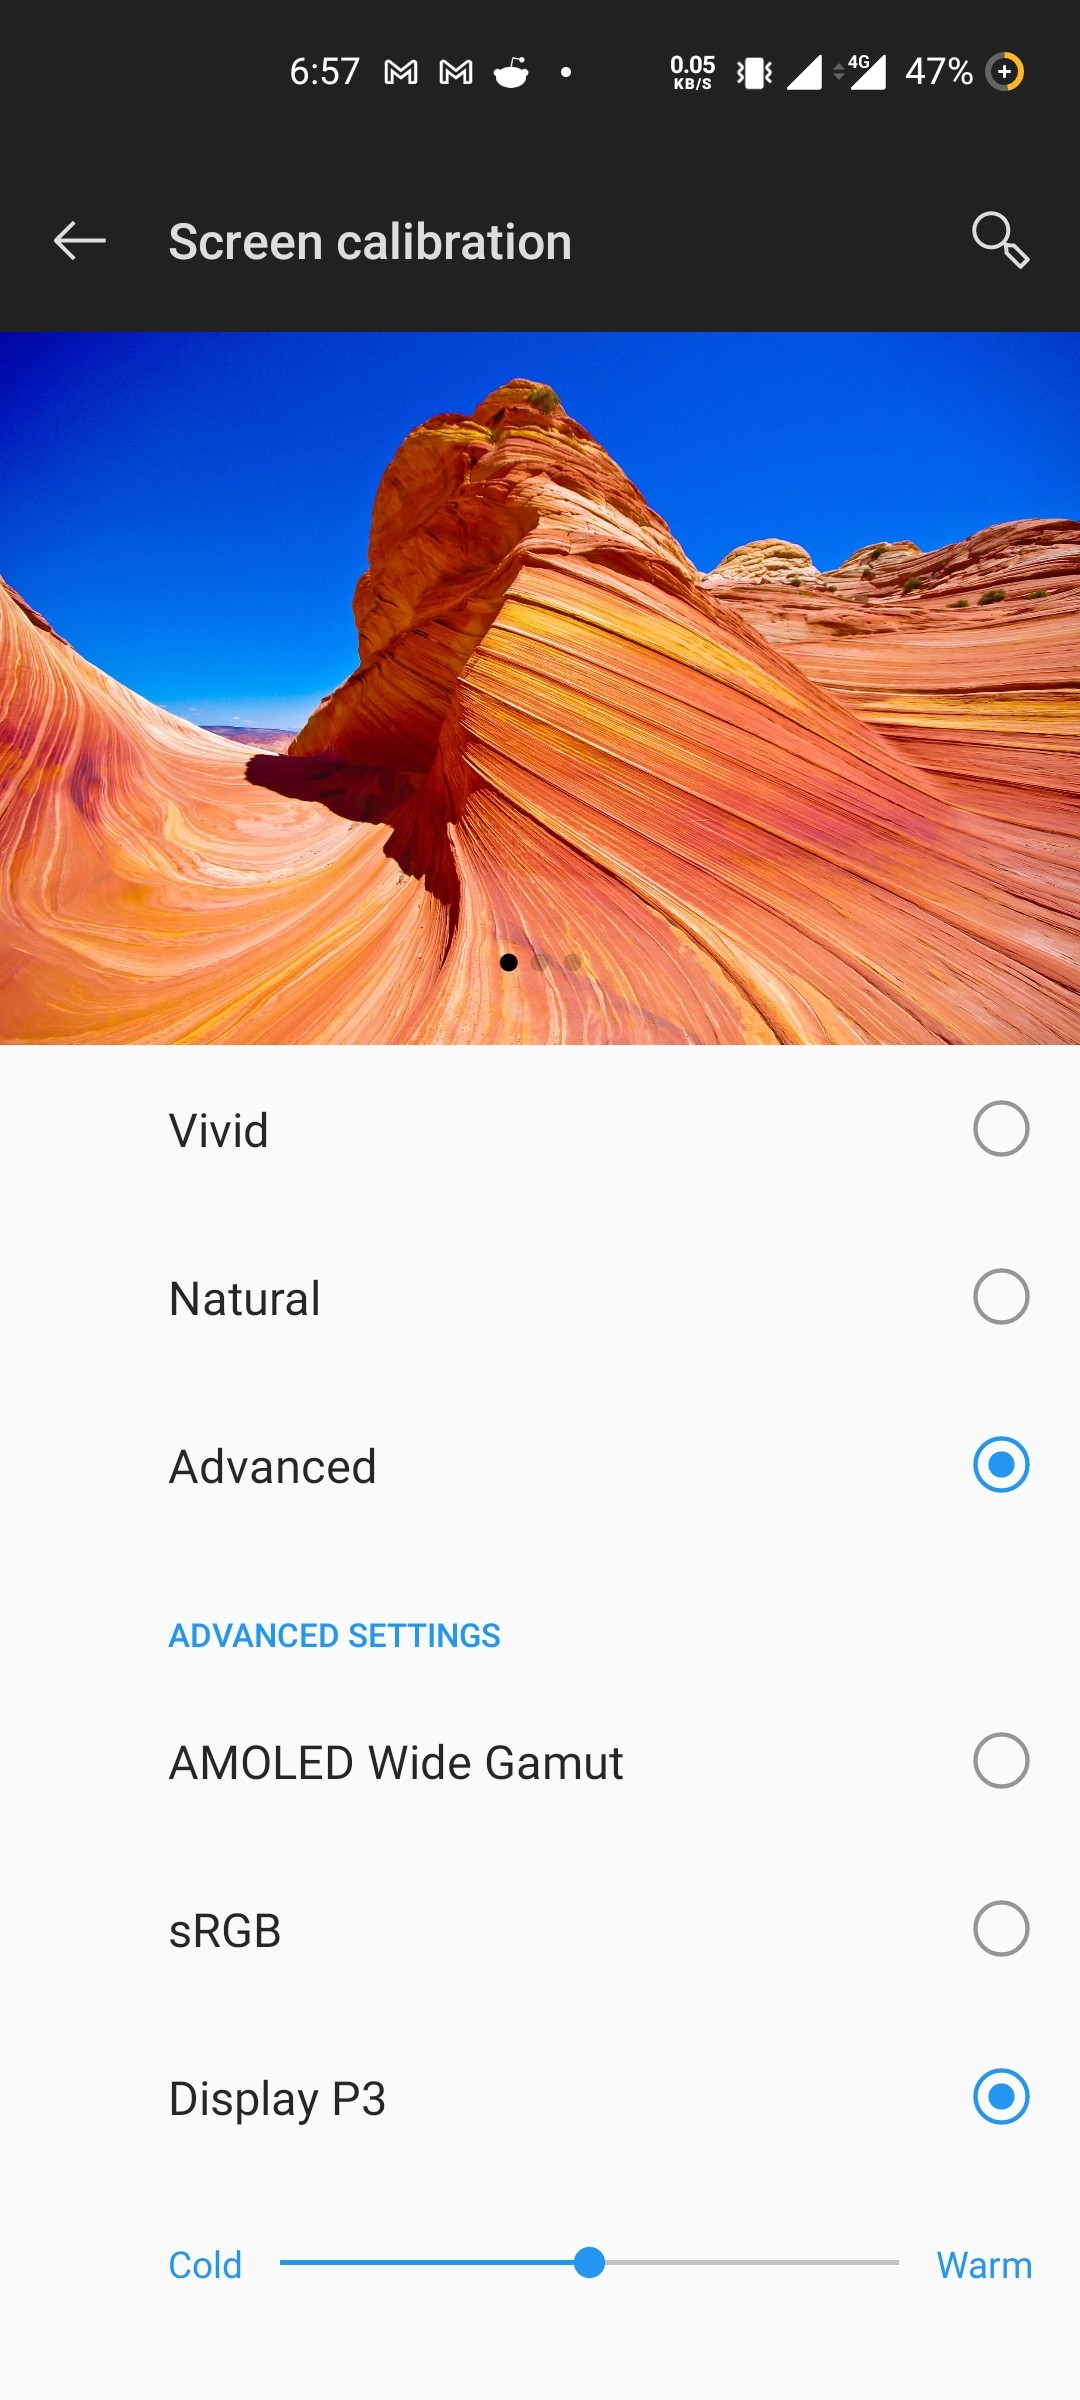 6:57 0.05 KB/S 4G 47%
Screen calibration
Vivid
Natural
Advanced
ADVANCED SETTINGS
AMOLED Wide Gamut
sRGB
Display P3
Cold Warm